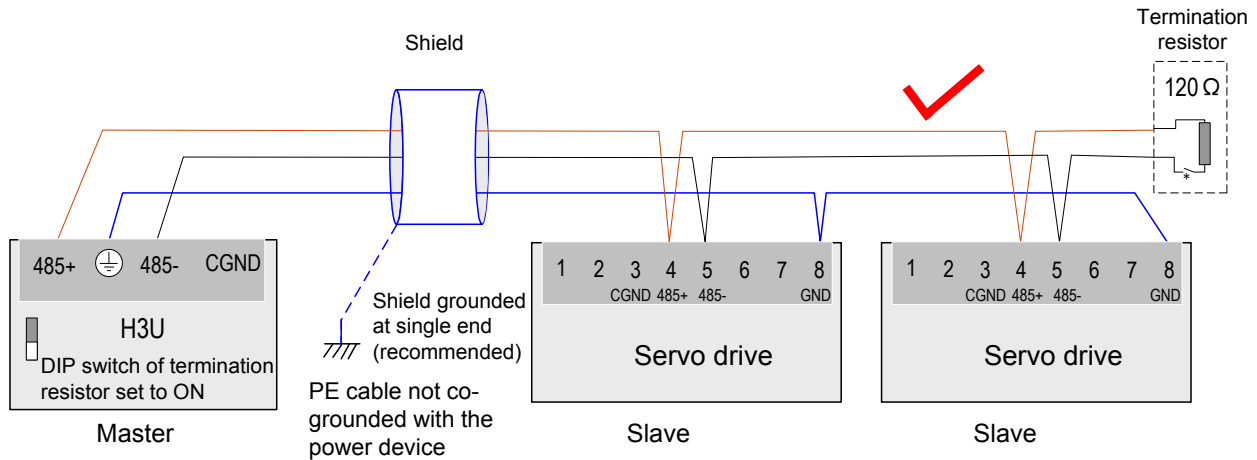 Termination
resistor
Shield
120 Ω
*
485+ 485- CGND
H3U
DIP switch of termination
resistor set to ON
Master
Shield grounded
at single end
(recommended)
PE cable not co-
grounded with the
power device
1 2 3 4 5 6 7 8
CGND 485+ 485- GND
Servo drive
Slave
1 2 3 4 5 6 7 8
CGND 485+ 485- GND
Servo drive
Slave